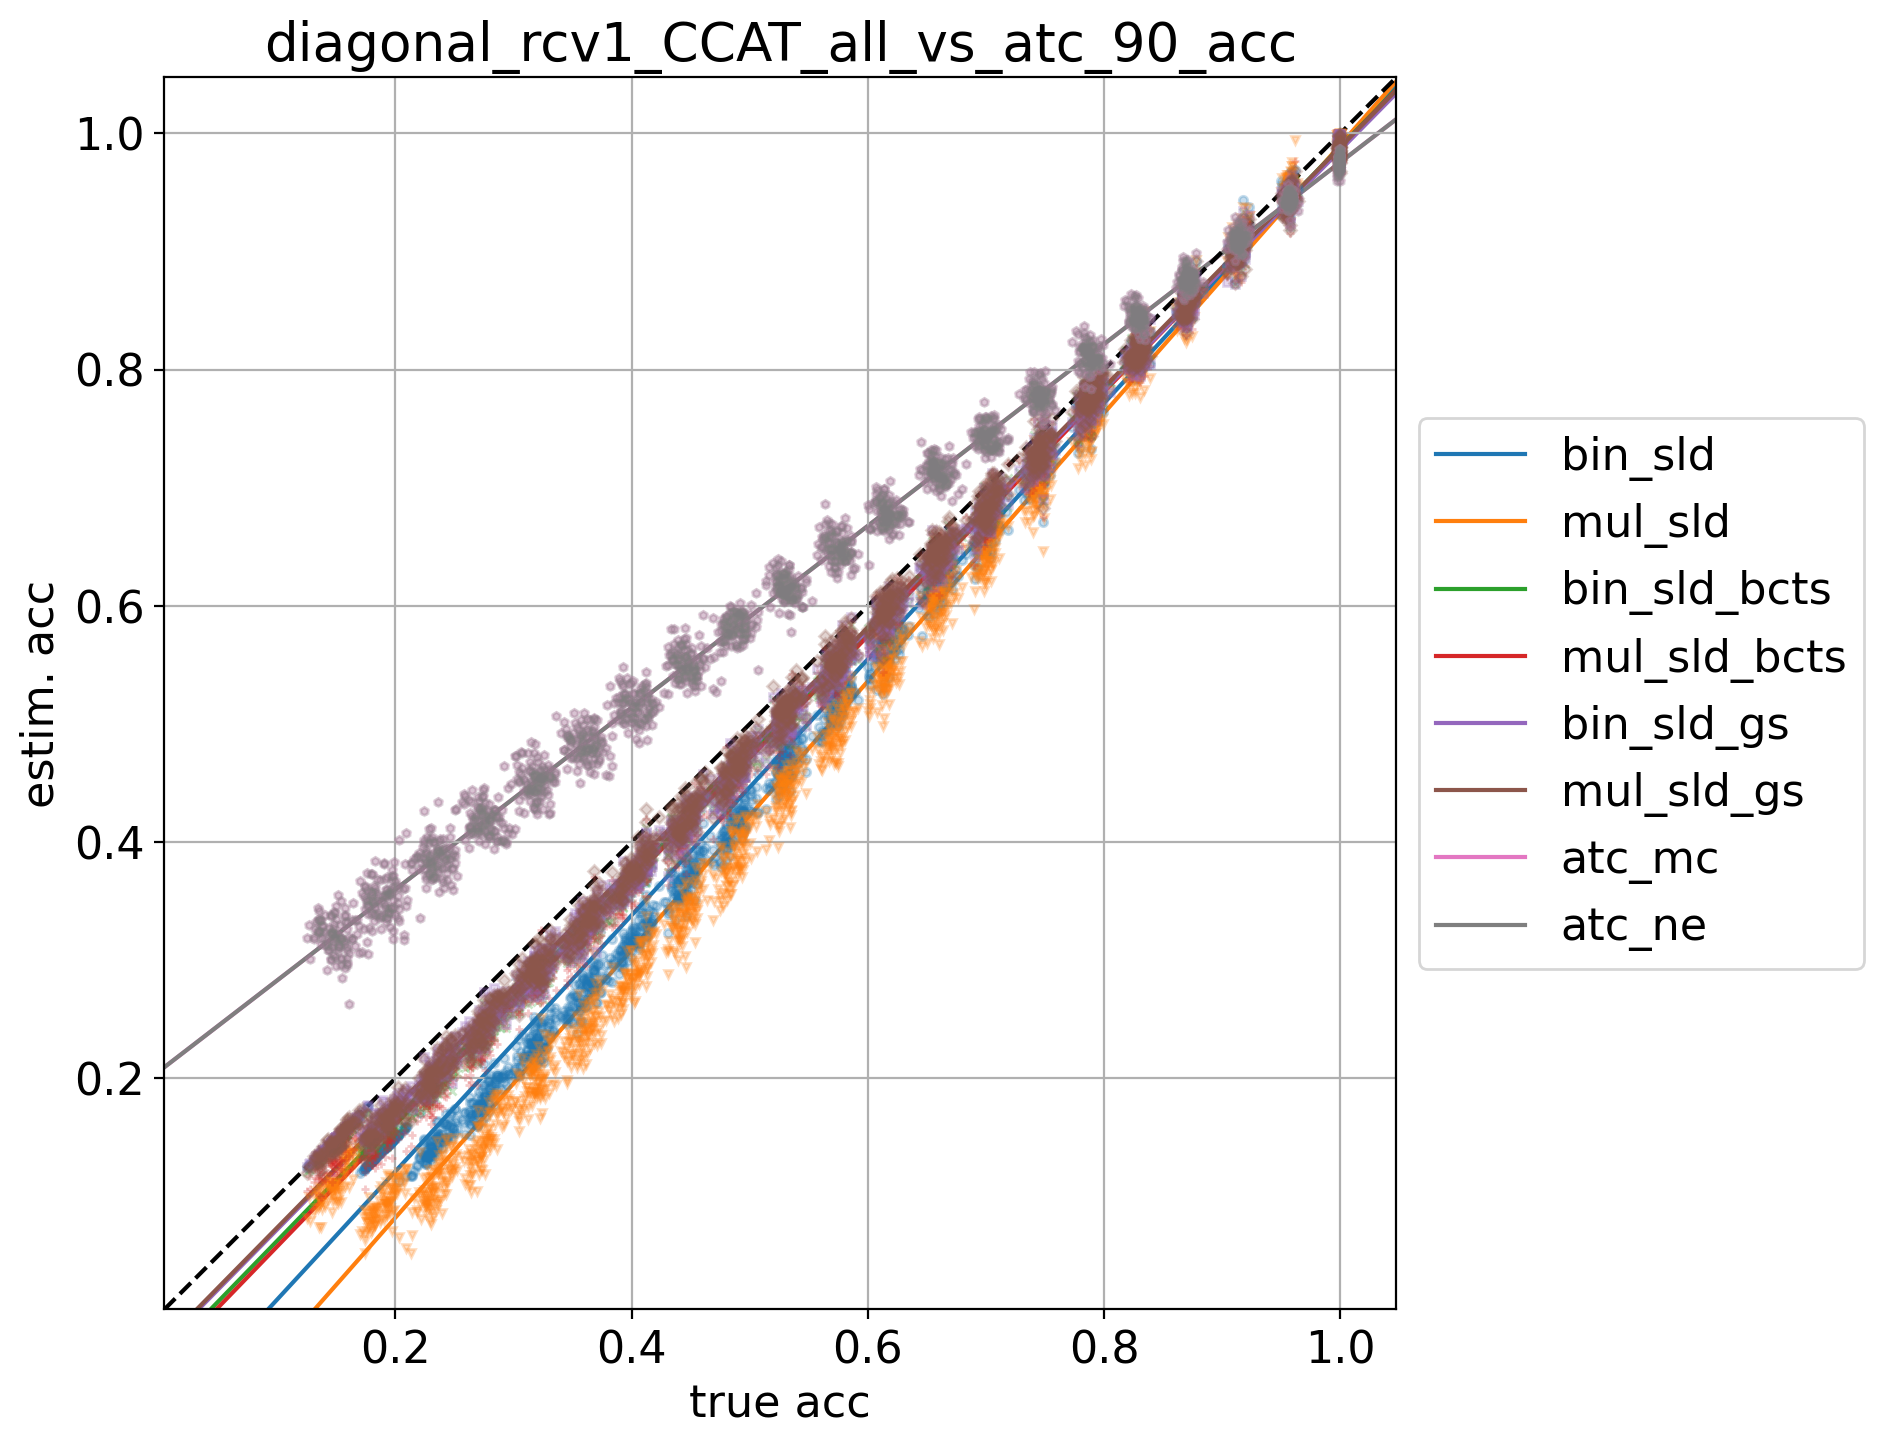 diagonal_rcv1_CCAT_all_vs_atc_90_acc
1.0
0.8
0.6
0.4
0.2
estim. acc
0.2 0.4 0.6 0.8 1.0
true acc
bin_sld
mul_sld
bin_sld_bcts
mul_sld_bcts
bin_sld_gs
mul_sld_gs
atc_mc
atc_ne